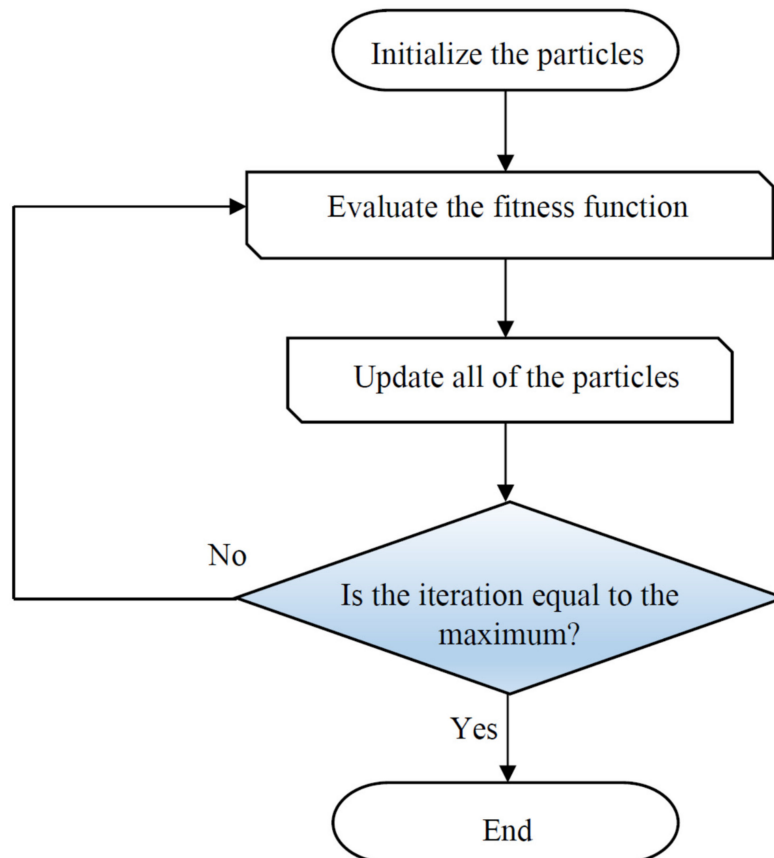 Initialize the particles
Evaluate the fitness function
Update all of the particles
No
Is the iteration equal to the
maximum?
Yes
End